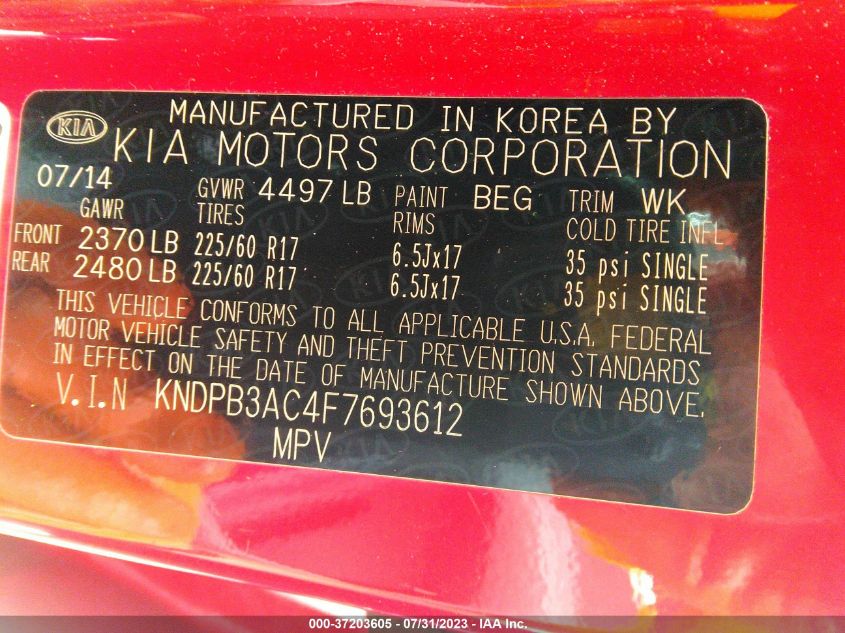 KIA MANUFACTURED IN KOREA BY
KIA MOTORS CORPORATION
07/14 GVWR 4497 LB PAINT BEG TRIM WK
GAWR TIRES RIMS COLD TIRE INFL
FRONT 2370 LB 225/60 R17 6.5Jx17 35 psi SINGLE
REAR 2480 LB 225/60 R17 6.5Jx17 35 psi SINGLE
THIS VEHICLE CONFORMS TO ALL APPLICABLE U.S.A. FEDERAL
MOTOR VEHICLE SAFETY AND THEFT PREVENTION STANDARDS
IN EFFECT ON THE DATE OF MANUFACTURE SHOWN ABOVE.
V.I.N KNDPB3AC4F7693612
MPV
000-37203605 - 07/31/2023 - IAA Inc.